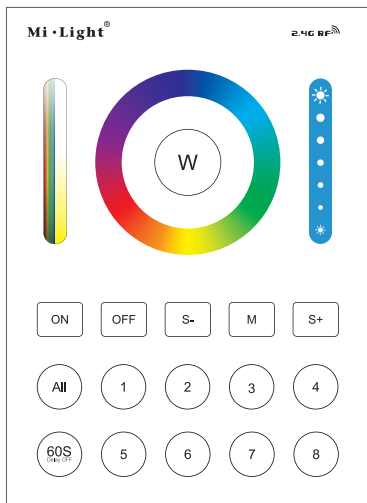 Mi·Light® 2.4G RF
W
ON OFF S- M S+
All 1 2 3 4
60S 5 6 7 8
Delay OFF